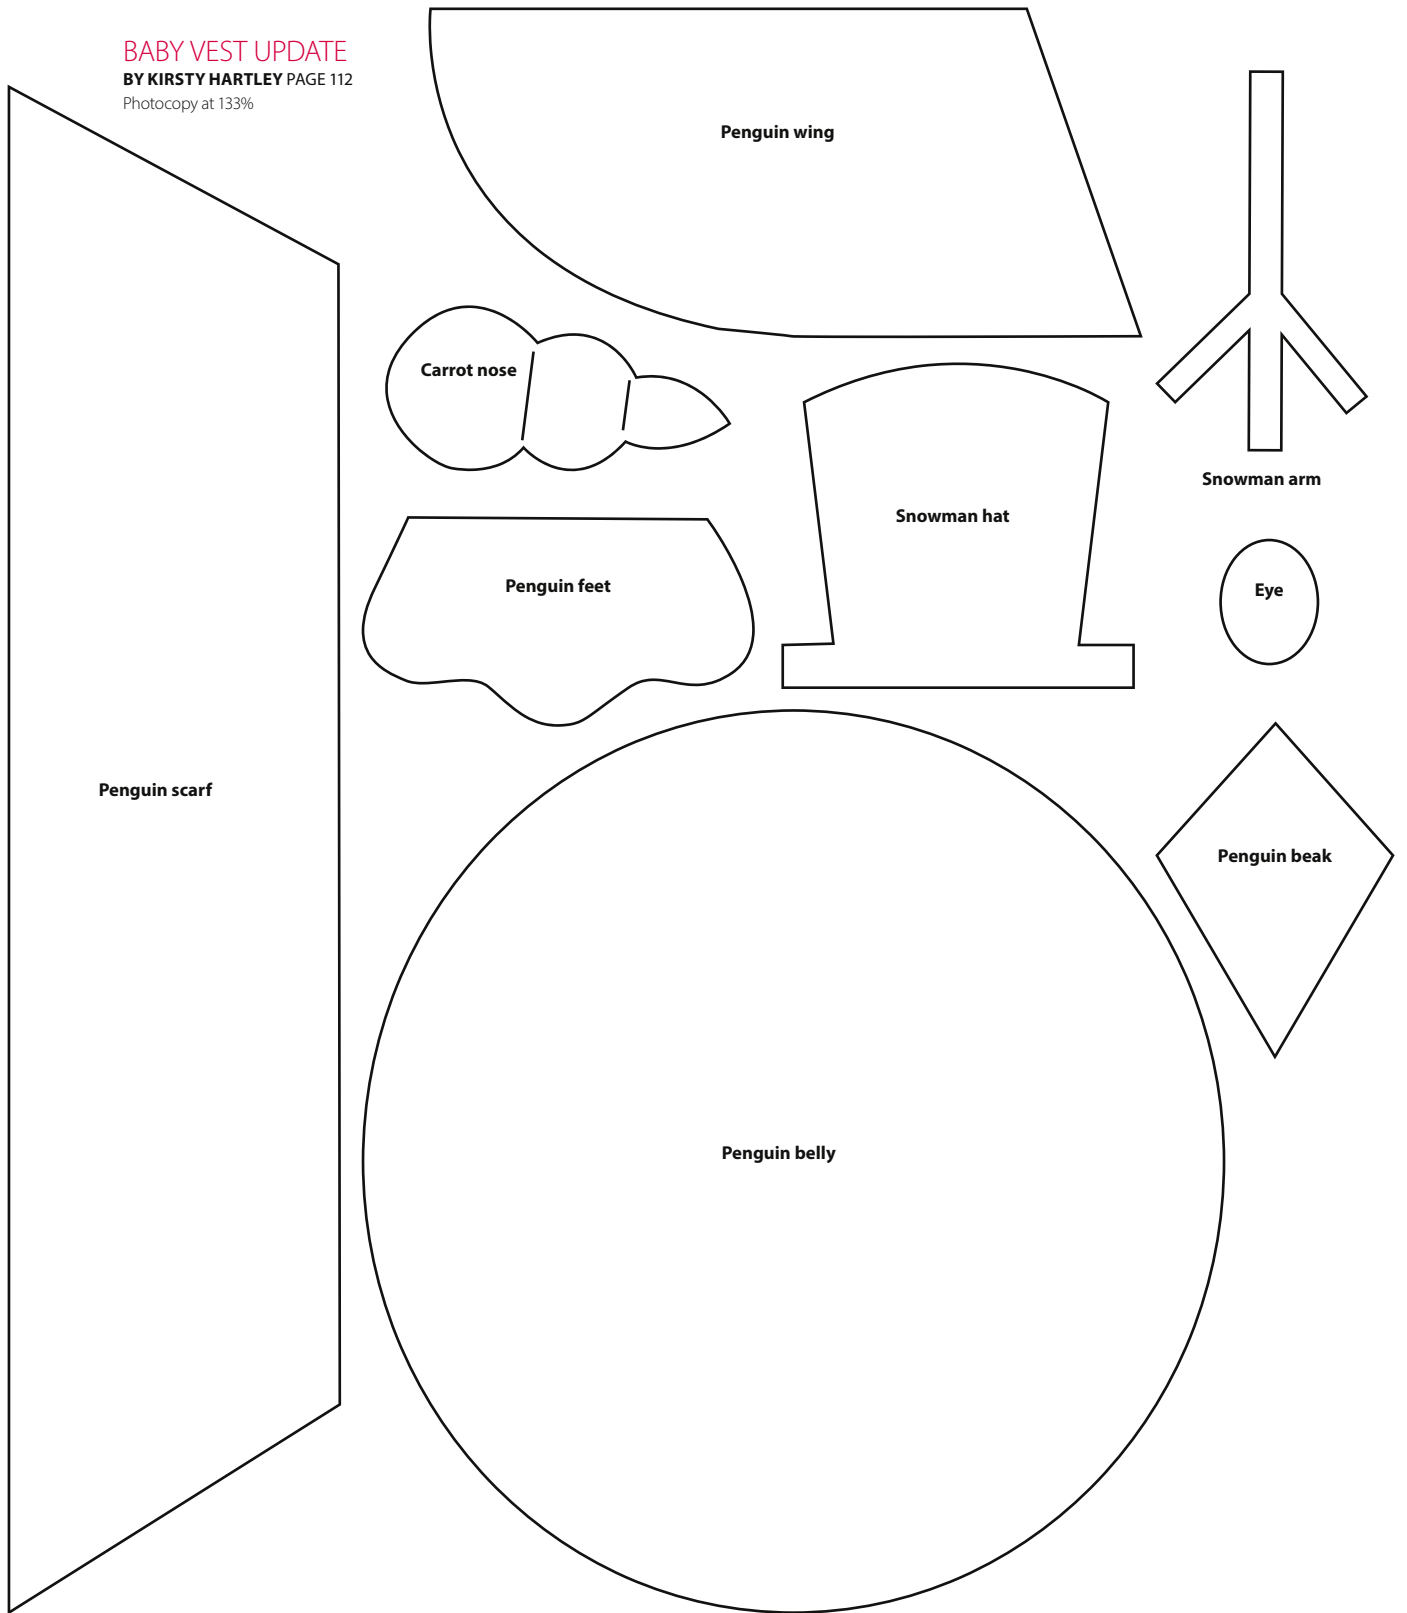 BABY VEST UPDATE
BY KIRSTY HARTLEY PAGE 112
Photocopy at 133%
Penguin wing
Carrot nose
Snowman arm
Snowman hat
Penguin feet
Eye
Penguin scarf
Penguin beak
Penguin belly